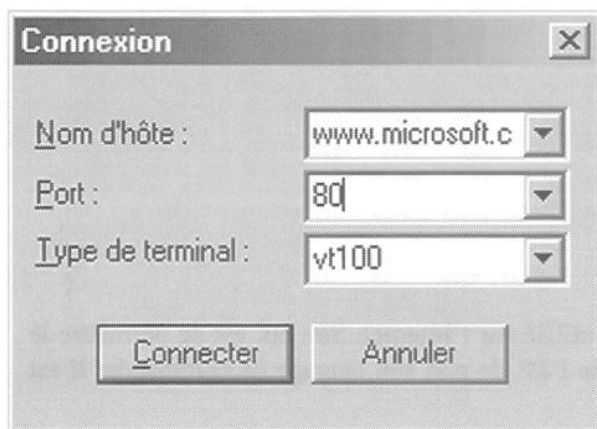 Connexion
Nom d'hôte :
www.microsoft.c
Port :
80
Type de terminal :
vt100
Connecter
Annuler